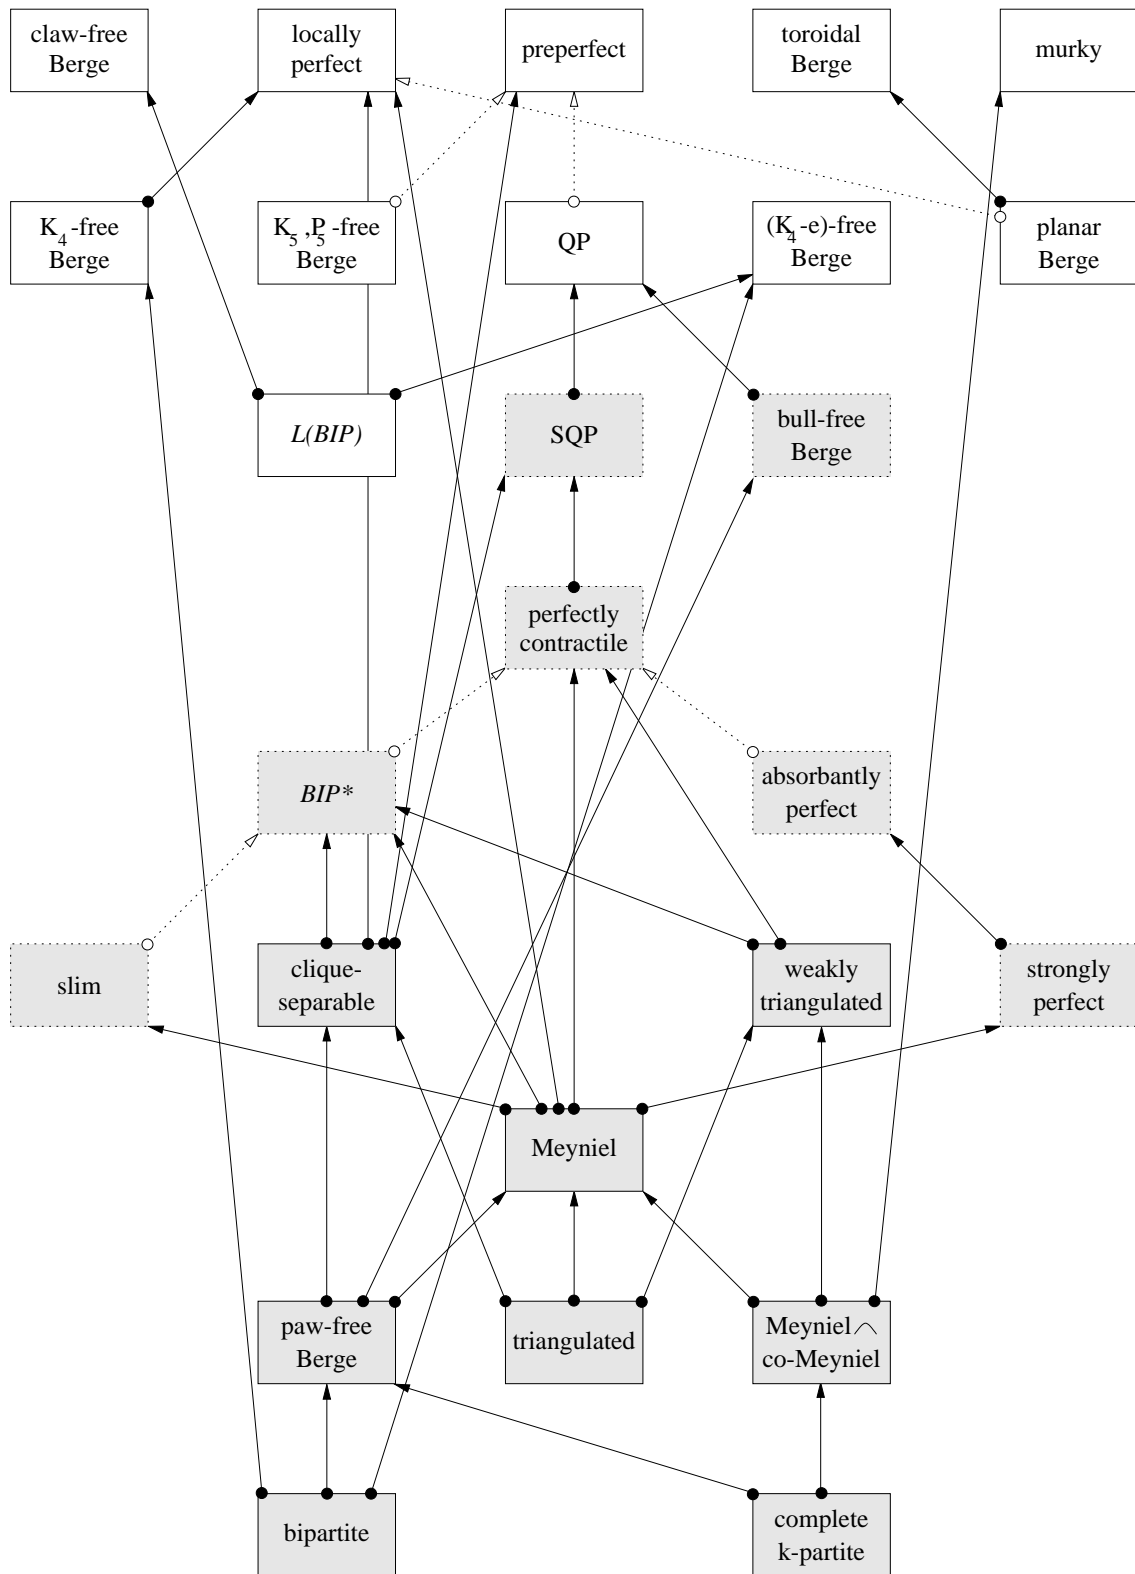 claw-free
Berge
locally
perfect
preperfect
toroidal
Berge
murky
K4-free
Berge
K5,P5-free
Berge
QP
(K4-e)-free
Berge
planar
Berge
L(BIP)
SQP
bull-free
Berge
perfectly
contractile
BIP*
absorbantly
perfect
slim
clique-
separable
weakly
triangulated
strongly
perfect
Meyniel
paw-free
Berge
triangulated
Meyniel ∩
co-Meyniel
bipartite
complete
k-partite